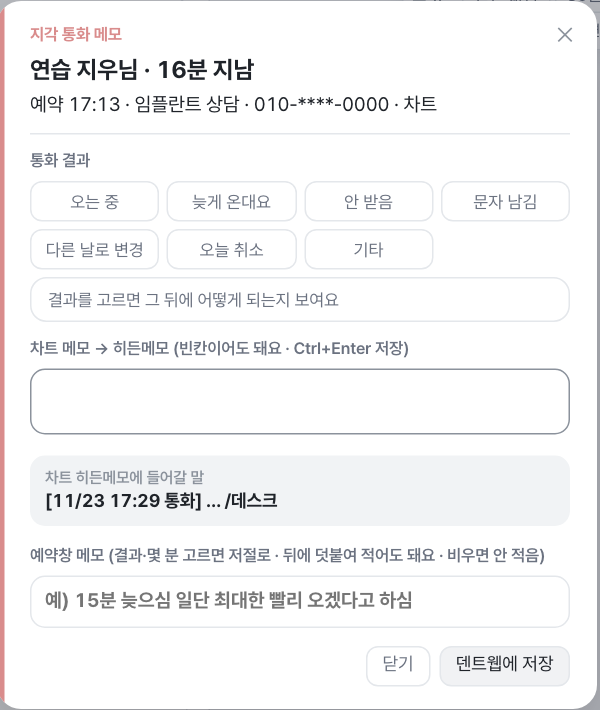 지각 통화 메모
연습 지우님 · 16분 지남
예약 17:13 · 임플란트 상담 · 010-****-0000 · 차트
통화 결과
오는 중
늦게 온대요
안 받음
문자 남김
다른 날로 변경
오늘 취소
기타
결과를 고르면 그 뒤에 어떻게 되는지 보여요
차트 메모 → 히든메모 (빈칸이어도 돼요 · Ctrl+Enter 저장)
차트 히든메모에 들어갈 말
[11/23 17:29 통화] ... /데스크
예약창 메모 (결과·몇 분 고르면 저절로 · 뒤에 덧붙여 적어도 돼요 · 비우면 안 적음)
예) 15분 늦으심 일단 최대한 빨리 오겠다고 하심
닫기
덴트웹에 저장